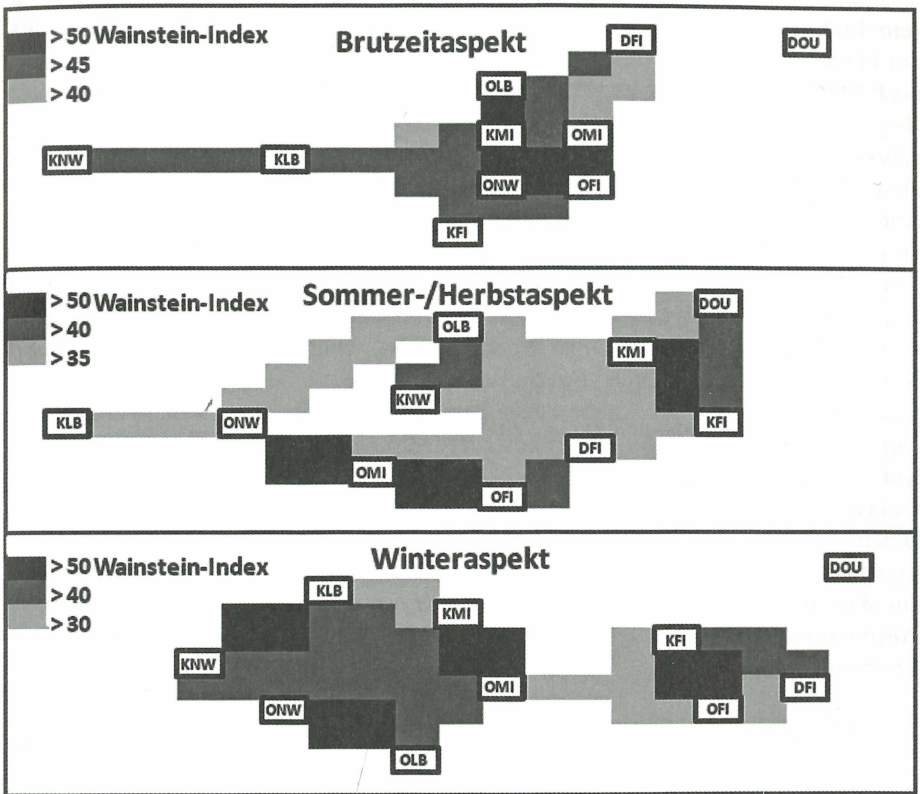 >50 Wainstein-Index
Brutzeitaspekt
DFI
DOU
>45
>40
OLB
KMI
OMI
KNW
KLB
ONW
OFI
KFI
>50 Wainstein-Index
Sommer-/Herbstaspekt
DOU
>40
OLB
>35
KMI
KNW
KLB
ONW
KFI
DFI
OMI
OFI
>50 Wainstein-Index
Winteraspekt
DOU
>40
KLB
>30
KMI
KFI
KNW
OMI
DFI
ONW
OFI
OLB